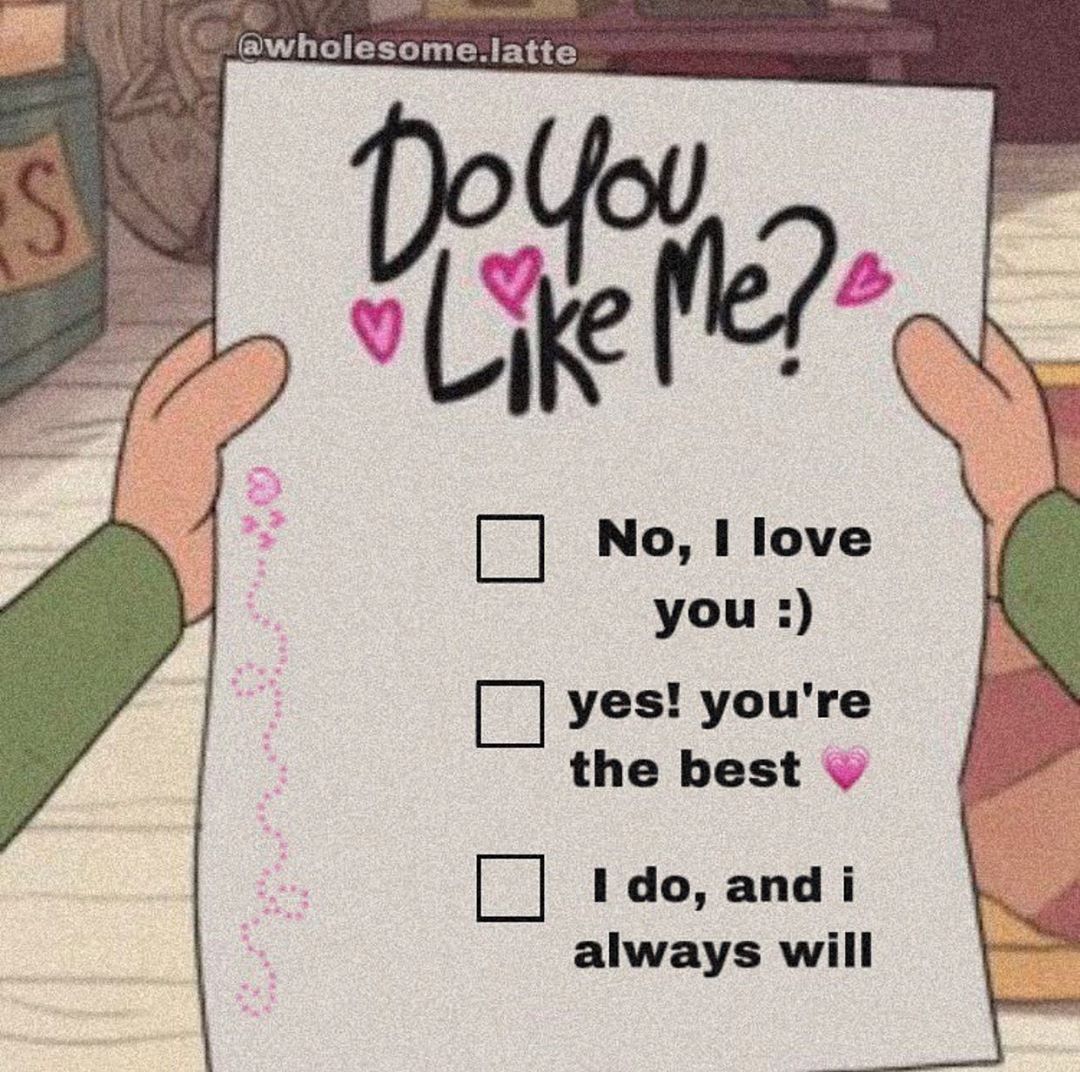 @wholesome.latte
Do You
Like Me?
No, I love
you :)
yes! you're
the best 💗
I do, and i
always will